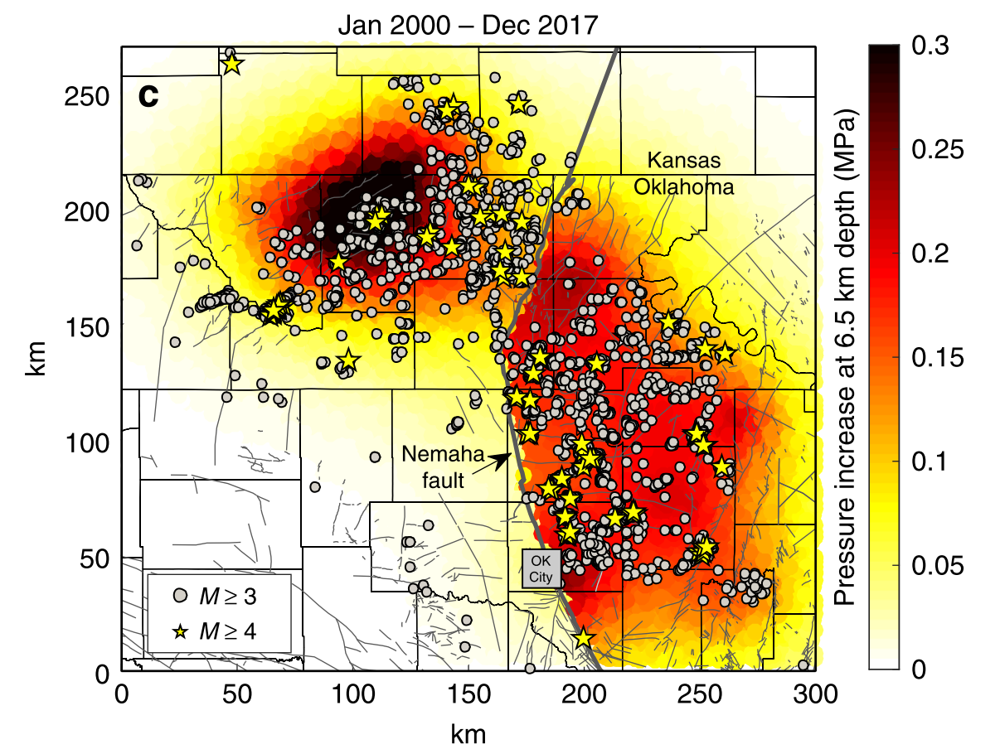 Jan 2000 – Dec 2017
c
Kansas
Oklahoma
Nemaha
fault
OK
City
M ≥ 3
M ≥ 4
250
200
150
100
50
0
km
0
50
100
150
200
250
300
km
0.3
0.25
0.2
0.15
0.1
0.05
0
Pressure increase at 6.5 km depth (MPa)